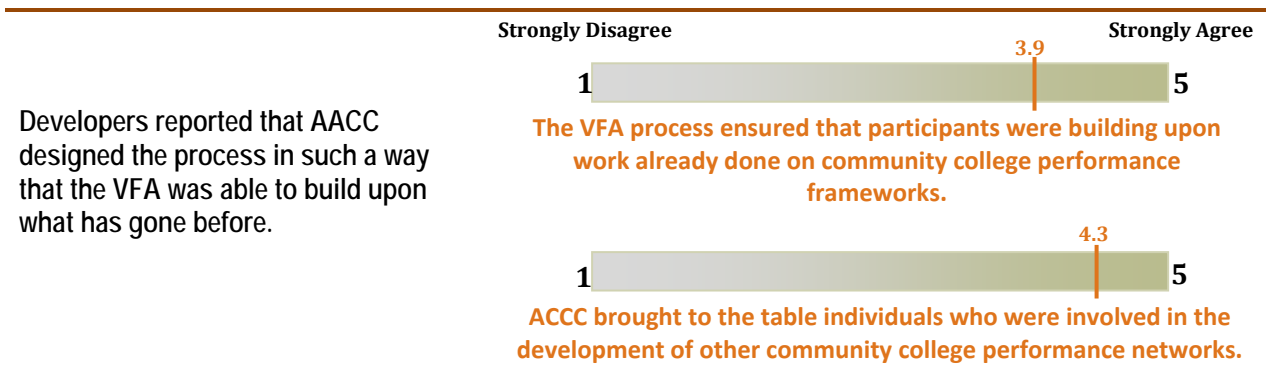 Strongly Disagree
Strongly Agree
3.9
1
5
Developers reported that AACC
designed the process in such a way
that the VFA was able to build upon
what has gone before.
The VFA process ensured that participants were building upon
work already done on community college performance
frameworks.
4.3
1
5
ACCC brought to the table individuals who were involved in the
development of other community college performance networks.